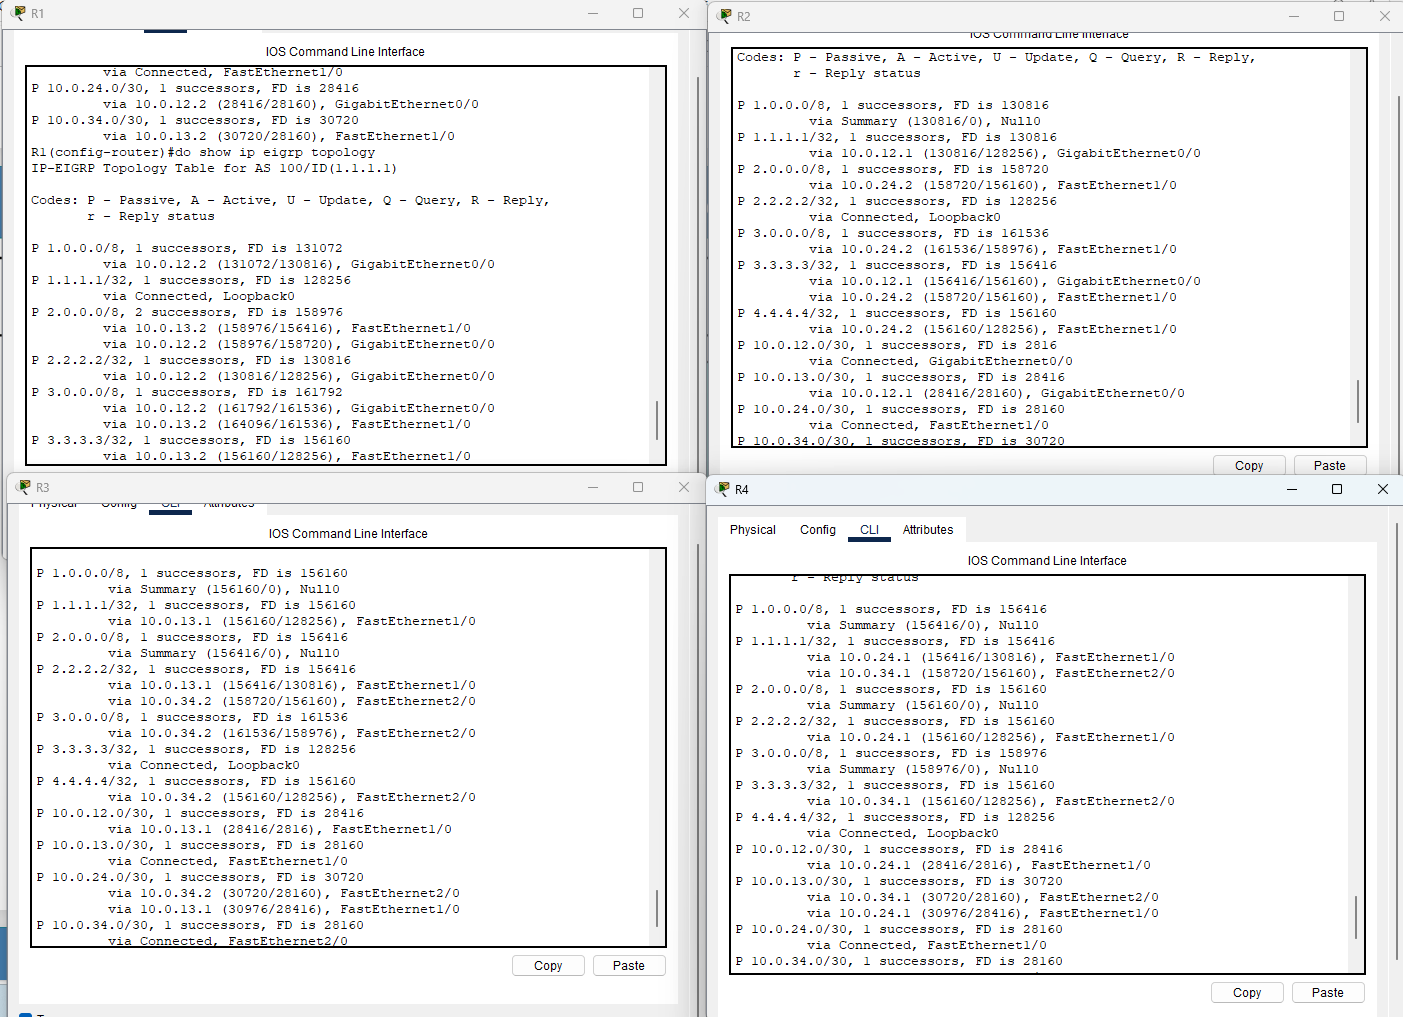 R1
IOS Command Line Interface
via Connected, FastEthernet1/0
P 10.0.24.0/30, 1 successors, FD is 28416
via 10.0.12.2 (28416/28160), GigabitEthernet0/0
P 10.0.34.0/30, 1 successors, FD is 30720
via 10.0.13.2 (30720/28160), FastEthernet1/0
R1(config-router)#do show ip eigrp topology
IP-EIGRP Topology Table for AS 100/ID(1.1.1.1)
Codes: P - Passive, A - Active, U - Update, Q - Query, R - Reply,
r - Reply status
P 1.0.0.0/8, 1 successors, FD is 131072
via 10.0.12.2 (131072/130816), GigabitEthernet0/0
P 1.1.1.1/32, 1 successors, FD is 128256
via Connected, Loopback0
P 2.0.0.0/8, 2 successors, FD is 158976
via 10.0.13.2 (158976/156416), FastEthernet1/0
via 10.0.12.2 (158976/158720), GigabitEthernet0/0
P 2.2.2.2/32, 1 successors, FD is 130816
via 10.0.12.2 (130816/128256), GigabitEthernet0/0
P 3.0.0.0/8, 1 successors, FD is 161792
via 10.0.12.2 (161792/161536), GigabitEthernet0/0
via 10.0.13.2 (164096/161536), FastEthernet1/0
P 3.3.3.3/32, 1 successors, FD is 156160
via 10.0.13.2 (156160/128256), FastEthernet1/0
R2
IOS Command Line Interface
Codes: P - Passive, A - Active, U - Update, Q - Query, R - Reply,
r - Reply status
P 1.0.0.0/8, 1 successors, FD is 130816
via Summary (130816/0), Null0
P 1.1.1.1/32, 1 successors, FD is 130816
via 10.0.12.1 (130816/128256), GigabitEthernet0/0
P 2.0.0.0/8, 1 successors, FD is 158720
via 10.0.24.2 (158720/156160), FastEthernet1/0
P 2.2.2.2/32, 1 successors, FD is 128256
via Connected, Loopback0
P 3.0.0.0/8, 1 successors, FD is 161536
via 10.0.24.2 (161536/158976), FastEthernet1/0
P 3.3.3.3/32, 1 successors, FD is 156416
via 10.0.12.1 (156416/156160), GigabitEthernet0/0
via 10.0.24.2 (158720/156160), FastEthernet1/0
P 4.4.4.4/32, 1 successors, FD is 156160
via 10.0.24.2 (156160/128256), FastEthernet1/0
P 10.0.12.0/30, 1 successors, FD is 2816
via Connected, GigabitEthernet0/0
P 10.0.13.0/30, 1 successors, FD is 28416
via 10.0.12.1 (28416/28160), GigabitEthernet0/0
P 10.0.24.0/30, 1 successors, FD is 28160
via Connected, FastEthernet1/0
P 10.0.34.0/30, 1 successors, FD is 30720
Copy Paste
R3
Physical Config CLI Attributes
IOS Command Line Interface
P 1.0.0.0/8, 1 successors, FD is 156160
via Summary (156160/0), Null0
P 1.1.1.1/32, 1 successors, FD is 156160
via 10.0.13.1 (156160/128256), FastEthernet1/0
P 2.0.0.0/8, 1 successors, FD is 156416
via Summary (156416/0), Null0
P 2.2.2.2/32, 1 successors, FD is 156416
via 10.0.13.1 (156416/130816), FastEthernet1/0
via 10.0.34.2 (158720/156160), FastEthernet2/0
P 3.0.0.0/8, 1 successors, FD is 161536
via 10.0.34.2 (161536/158976), FastEthernet2/0
P 3.3.3.3/32, 1 successors, FD is 128256
via Connected, Loopback0
P 4.4.4.4/32, 1 successors, FD is 156160
via 10.0.34.2 (156160/128256), FastEthernet2/0
P 10.0.12.0/30, 1 successors, FD is 28416
via 10.0.13.1 (28416/2816), FastEthernet1/0
P 10.0.13.0/30, 1 successors, FD is 28160
via Connected, FastEthernet1/0
P 10.0.24.0/30, 1 successors, FD is 30720
via 10.0.34.2 (30720/28160), FastEthernet2/0
via 10.0.13.1 (30976/28416), FastEthernet1/0
P 10.0.34.0/30, 1 successors, FD is 28160
via Connected, FastEthernet2/0
Copy Paste
R4
Physical Config CLI Attributes
IOS Command Line Interface
r - Reply status
P 1.0.0.0/8, 1 successors, FD is 156416
via Summary (156416/0), Null0
P 1.1.1.1/32, 1 successors, FD is 156416
via 10.0.24.1 (156416/130816), FastEthernet1/0
via 10.0.34.1 (158720/156160), FastEthernet2/0
P 2.0.0.0/8, 1 successors, FD is 156160
via Summary (156160/0), Null0
P 2.2.2.2/32, 1 successors, FD is 156160
via 10.0.24.1 (156160/128256), FastEthernet1/0
P 3.0.0.0/8, 1 successors, FD is 158976
via Summary (158976/0), Null0
P 3.3.3.3/32, 1 successors, FD is 156160
via 10.0.34.1 (156160/128256), FastEthernet2/0
P 4.4.4.4/32, 1 successors, FD is 128256
via Connected, Loopback0
P 10.0.12.0/30, 1 successors, FD is 28416
via 10.0.24.1 (28416/2816), FastEthernet1/0
P 10.0.13.0/30, 1 successors, FD is 30720
via 10.0.34.1 (30720/28160), FastEthernet2/0
via 10.0.24.1 (30976/28416), FastEthernet1/0
P 10.0.24.0/30, 1 successors, FD is 28160
via Connected, FastEthernet1/0
P 10.0.34.0/30, 1 successors, FD is 28160
Copy Paste